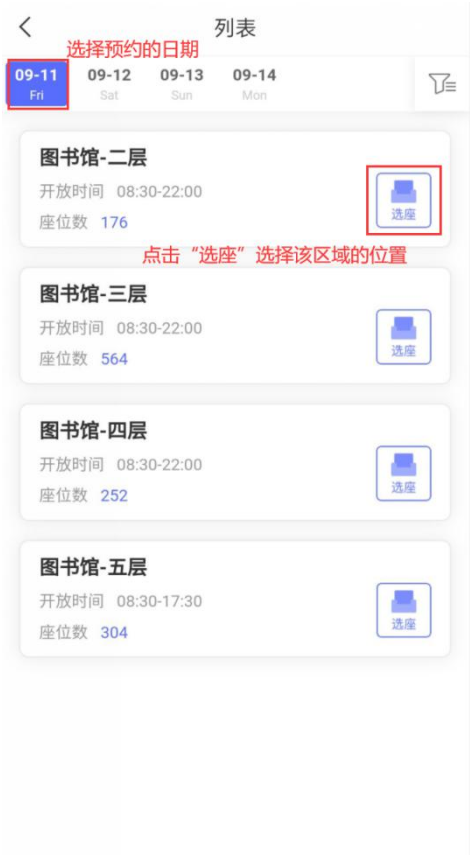 列表
选择预约的日期
09-11 09-12 09-13 09-14
Fri Sat Sun Mon
图书馆-二层
开放时间 08:30-22:00
座位数 176
选座
点击“选座”选择该区域的位置
图书馆-三层
开放时间 08:30-22:00
座位数 564
选座
图书馆-四层
开放时间 08:30-22:00
座位数 252
选座
图书馆-五层
开放时间 08:30-17:30
座位数 304
选座